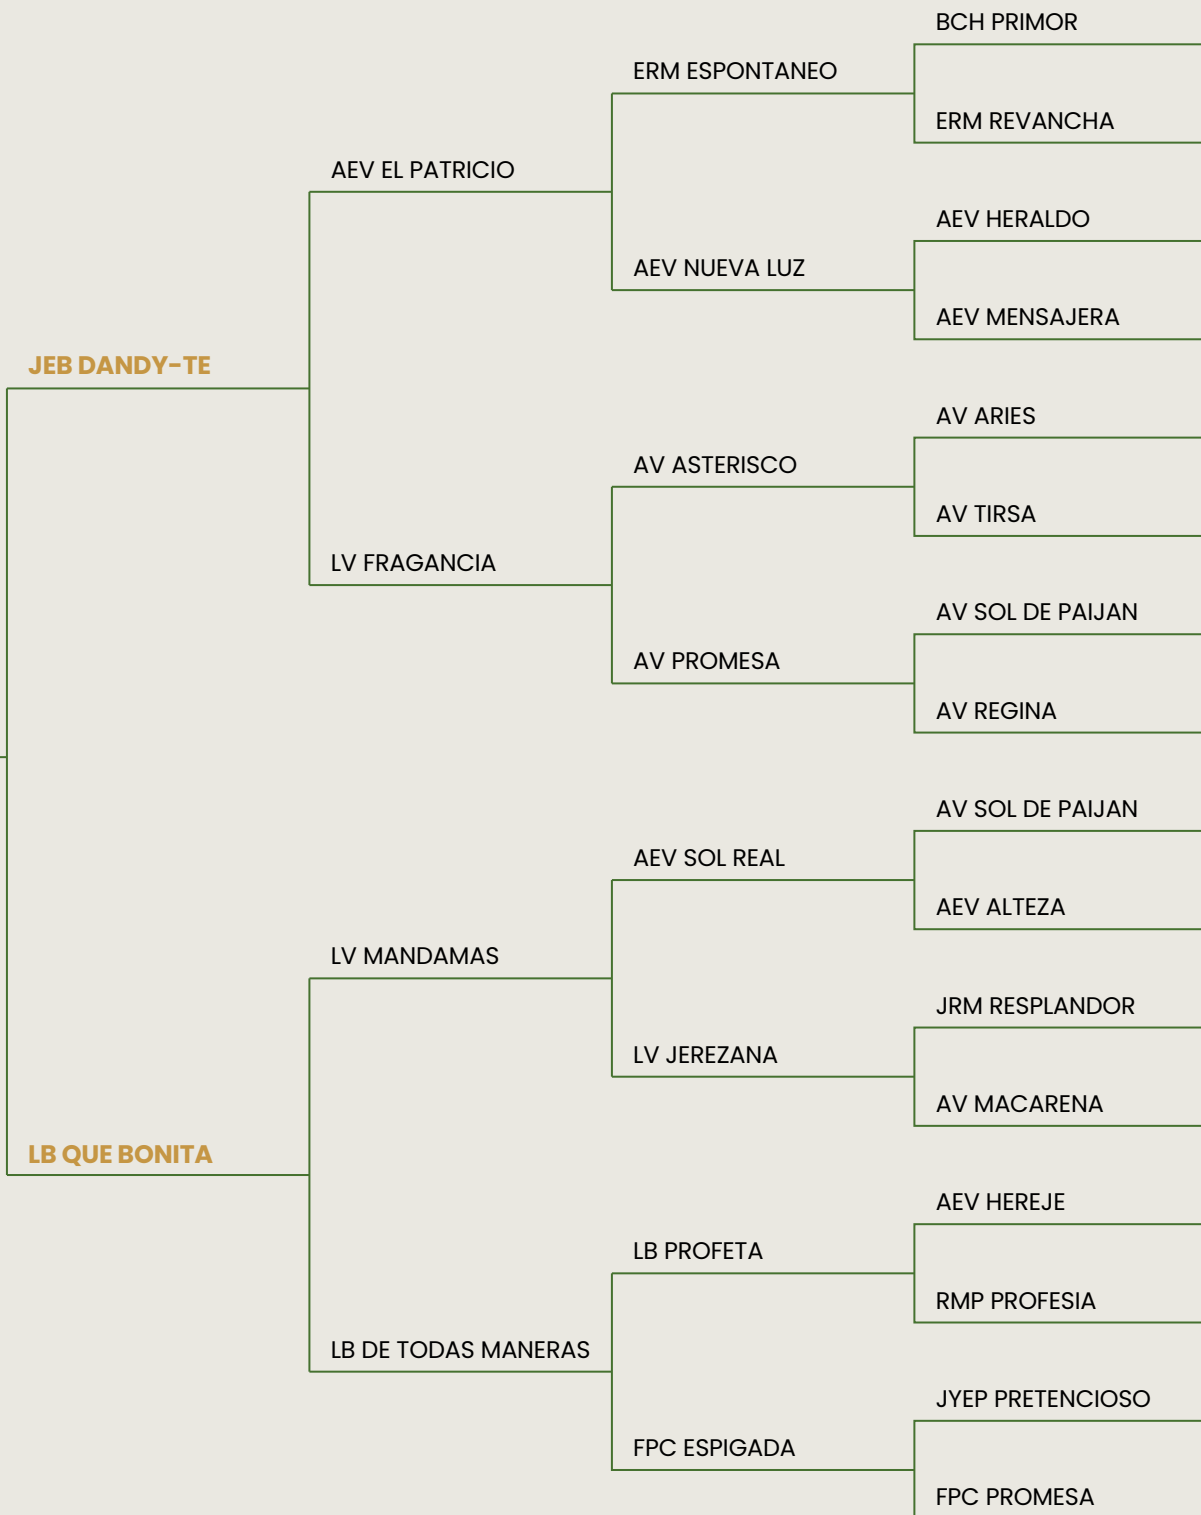 BCH PRIMOR
ERM ESPONTANEO
ERM REVANCHA
AEV EL PATRICIO
AEV HERALDO
AEV NUEVA LUZ
AEV MENSAJERA
JEB DANDY-TE
AV ARIES
AV ASTERISCO
AV TIRSA
LV FRAGANCIA
AV SOL DE PAIJAN
AV PROMESA
AV REGINA
AV SOL DE PAIJAN
AEV SOL REAL
AEV ALTEZA
LV MANDAMAS
JRM RESPLANDOR
LV JEREZANA
AV MACARENA
LB QUE BONITA
AEV HEREJE
LB PROFETA
RMP PROFESIA
LB DE TODAS MANERAS
JYEP PRETENCIOSO
FPC ESPIGADA
FPC PROMESA